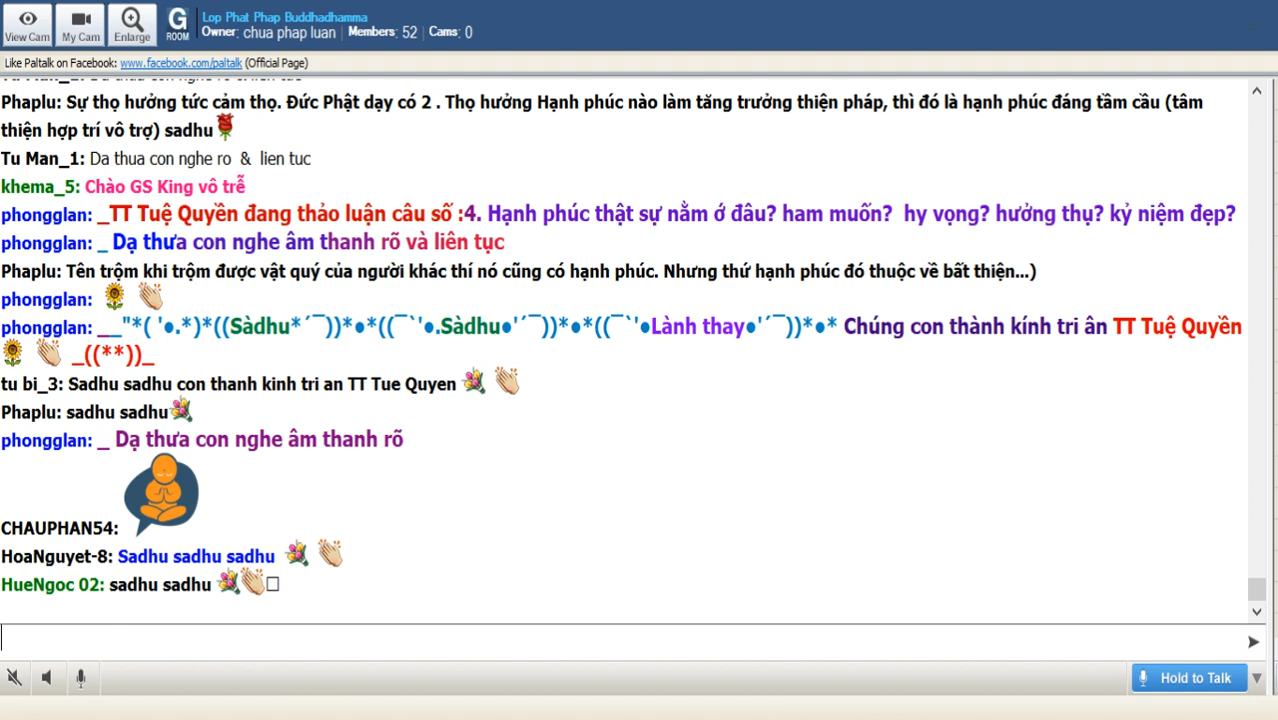 View Cam
My Cam
Enlarge
G
ROOM
Lop Phat Phap Buddhadhamma
Owner: chua phap luan | Members: 52 | Cams: 0
Like Paltalk on Facebook: www.facebook.com/paltalk (Official Page)
Phaplu: Sự thọ hưởng tức cảm thọ. Đức Phật dạy có 2 . Thọ hưởng Hạnh phúc nào làm tăng trưởng thiện pháp, thì đó là hạnh phúc đáng tầm cầu (tâm
thiện hợp trí vô trợ) sadhu
Tu Man_1: Da thua con nghe ro & lien tuc
khema_5: Chào GS King vô trễ
phongglan: _TT Tuệ Quyền đang thảo luận câu số :4. Hạnh phúc thật sự nằm ớ đâu? ham muốn? hy vọng? hưởng thụ? kỷ niệm đẹp?
phongglan: _ Dạ thưa con nghe âm thanh rõ và liên tục
Phaplu: Tên trộm khi trộm được vật quý của người khác thí nó cũng có hạnh phúc. Nhưng thứ hạnh phúc đó thuộc về bất thiện...)
phongglan:
phongglan: __"*( '●.*)*((Sàdhu*´¯))*●*((¯`'●.Sàdhu●'´¯))*●*((¯`'●Lành thay●'´¯))*●* Chúng con thành kính tri ân TT Tuệ Quyền
_((**))_
tu bi_3: Sadhu sadhu con thanh kinh tri an TT Tue Quyen
Phaplu: sadhu sadhu
phongglan: _ Dạ thưa con nghe âm thanh rõ
CHAUPHAN54:
HoaNguyet-8: Sadhu sadhu sadhu
HueNgoc 02: sadhu sadhu
Hold to Talk